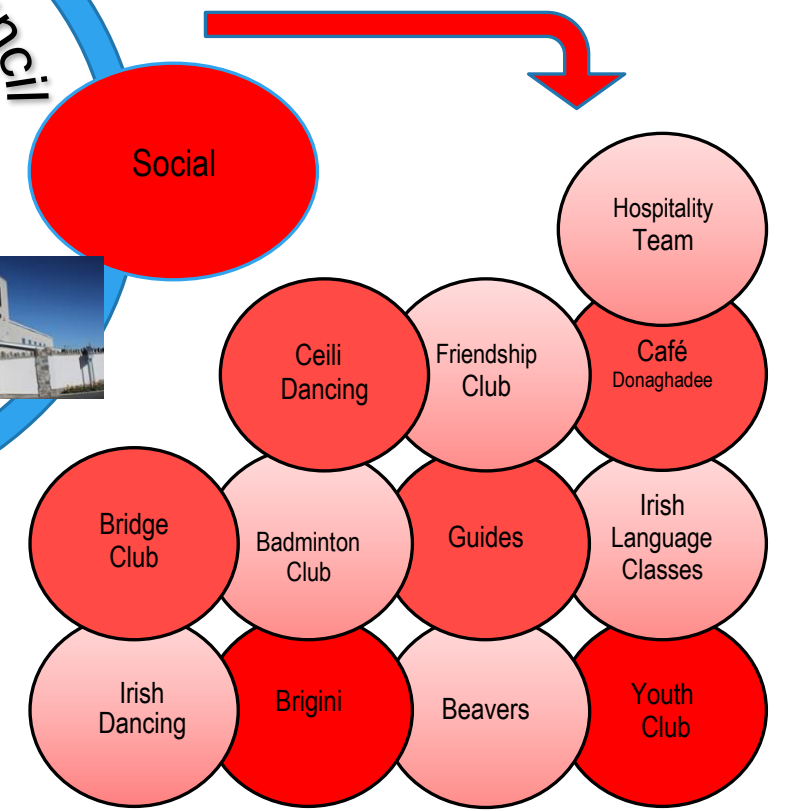 ncil
Social
Hospitality
Team
Ceili
Dancing
Friendship
Club
Café
Donaghadee
Bridge
Club
Badminton
Club
Guides
Irish
Language
Classes
Irish
Dancing
Brigini
Beavers
Youth
Club